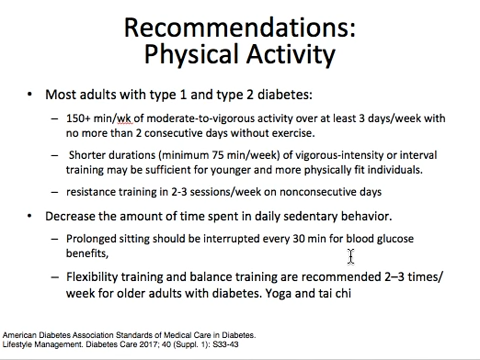 Recommendations:
Physical Activity
• Most adults with type 1 and type 2 diabetes:
– 150+ min/wk of moderate-to-vigorous activity over at least 3 days/week with
no more than 2 consecutive days without exercise.
– Shorter durations (minimum 75 min/week) of vigorous-intensity or interval
training may be sufficient for younger and more physically fit individuals.
– resistance training in 2-3 sessions/week on nonconsecutive days
• Decrease the amount of time spent in daily sedentary behavior.
– Prolonged sitting should be interrupted every 30 min for blood glucose
benefits,
– Flexibility training and balance training are recommended 2–3 times/
week for older adults with diabetes. Yoga and tai chi
American Diabetes Association Standards of Medical Care in Diabetes.
Lifestyle Management. Diabetes Care 2017; 40 (Suppl. 1): S33-43